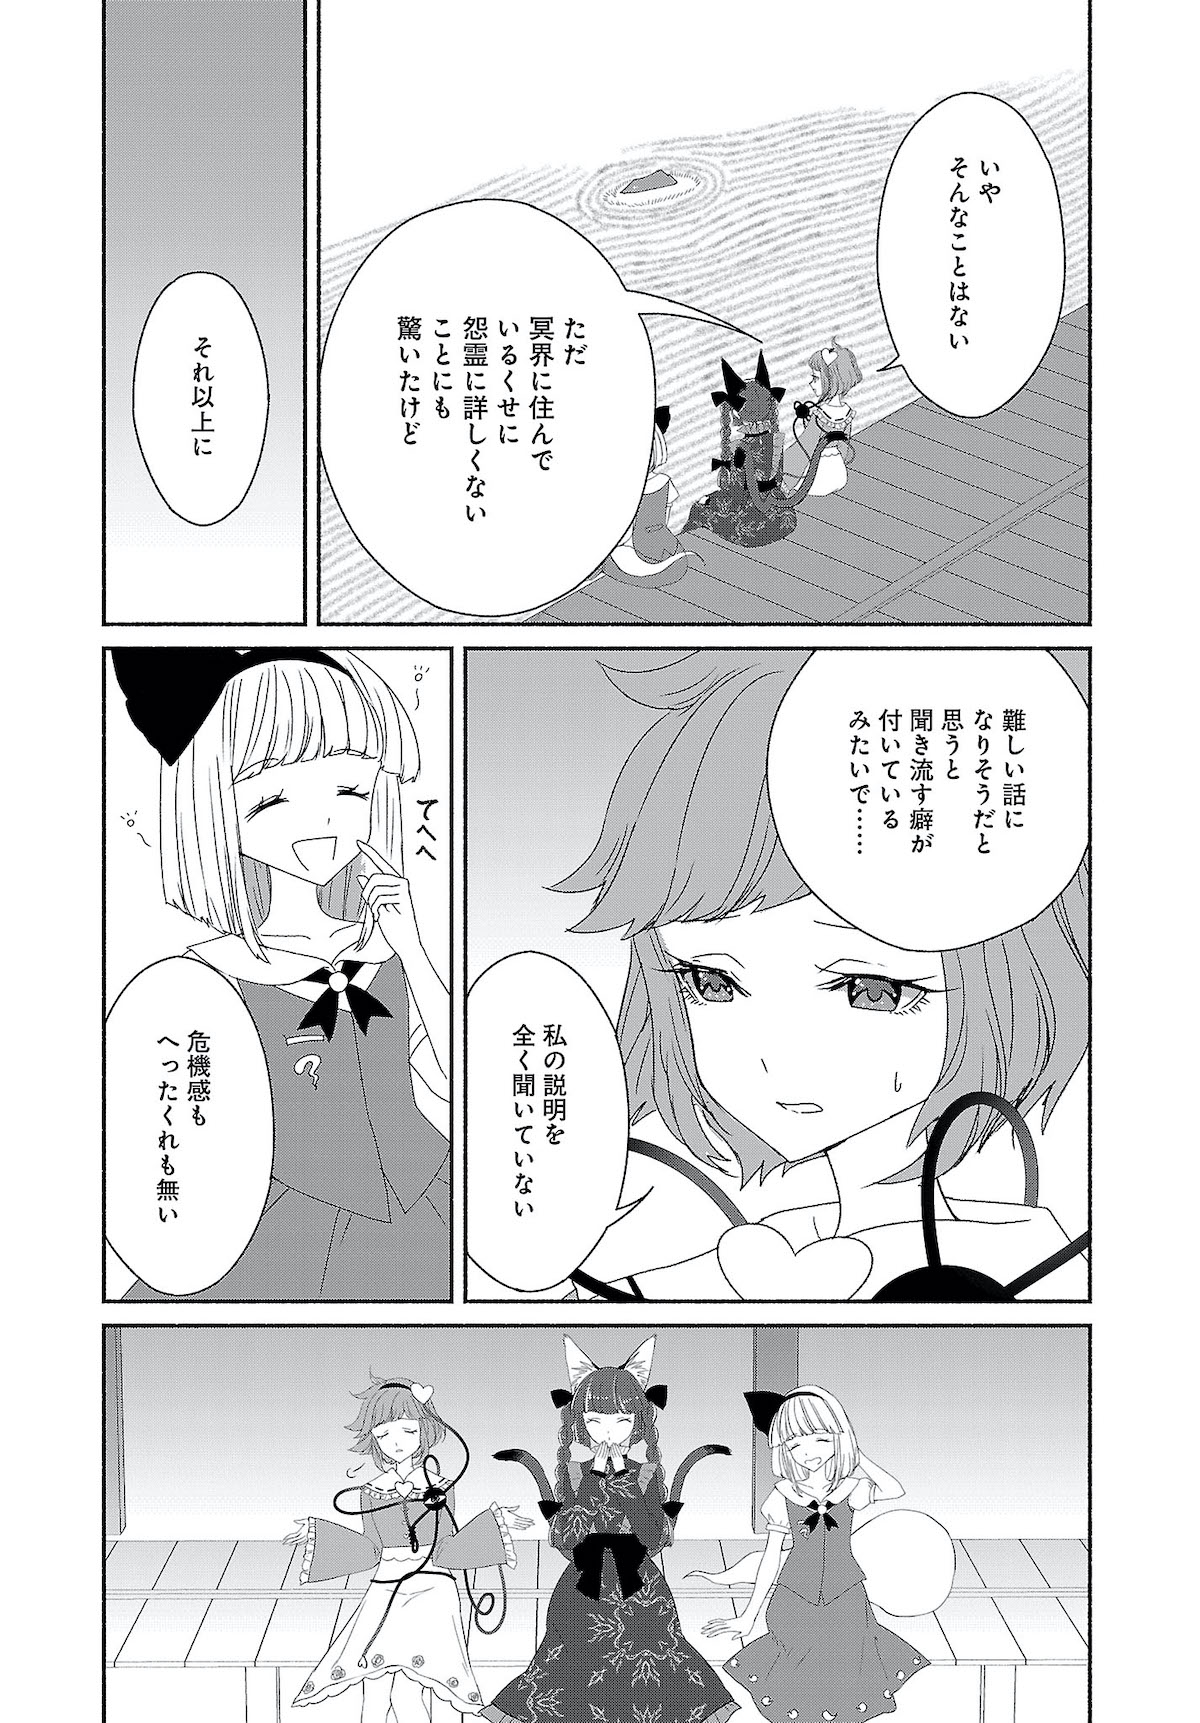 いや
そんなことはない
ただ
冥界に住んで
いるくせに
怨霊に詳しくない
ことにも
驚いたけど
それ以上に
難しい話に
なりそうだと
思うと
聞き流す癖が
付いている
みたいで……
私の説明を
全く聞いていない
てへへ
危機感も
へったくれも無い